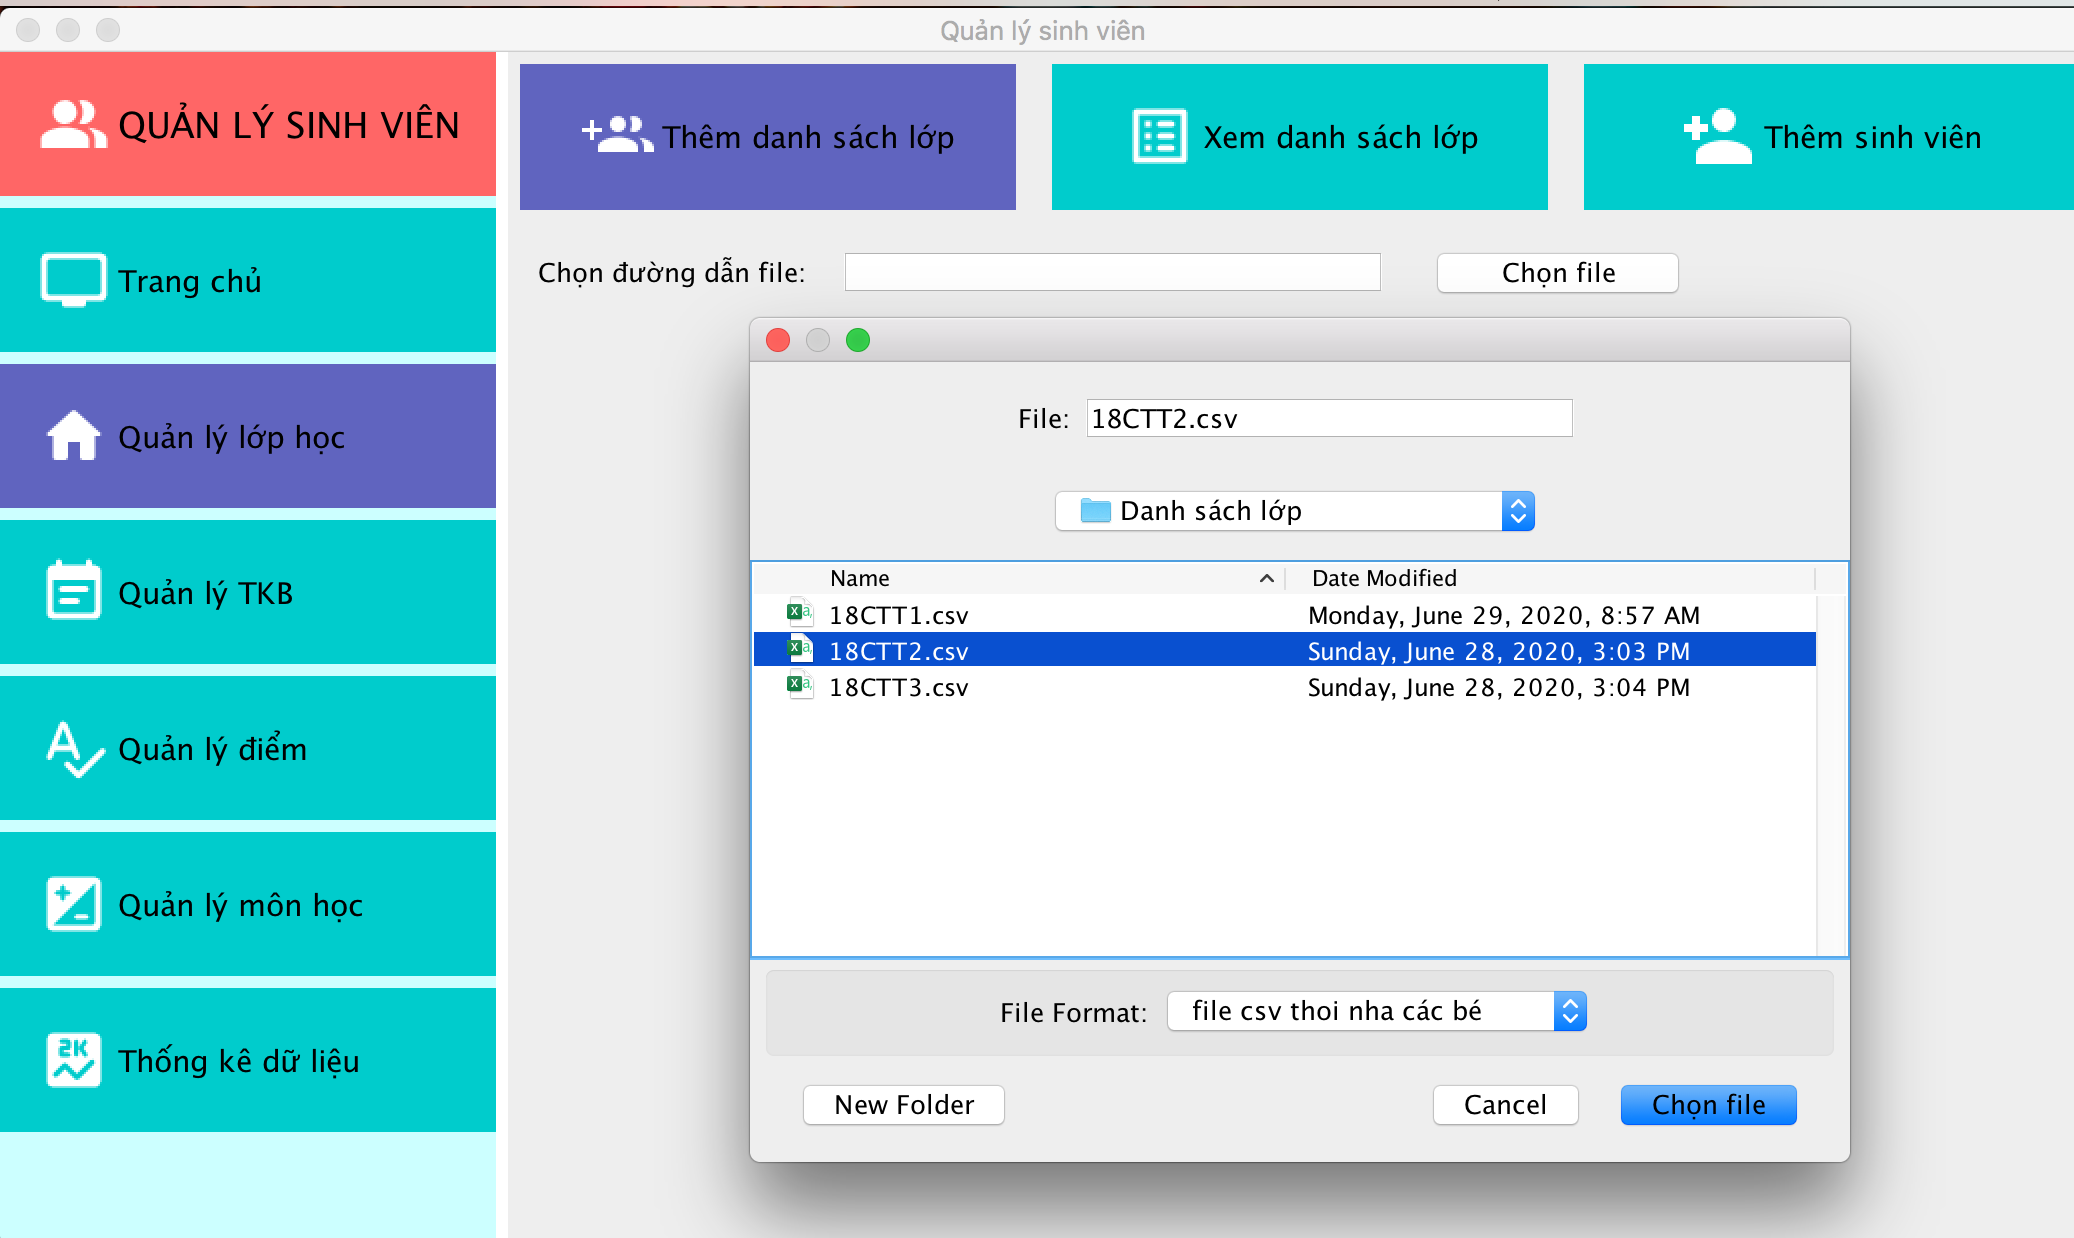 Quản lý sinh viên
QUẢN LÝ SINH VIÊN
Trang chủ
Quản lý lớp học
Quản lý TKB
Quản lý điểm
Quản lý môn học
2K
Thống kê dữ liệu
Thêm danh sách lớp
Xem danh sách lớp
Thêm sinh viên
Chọn đường dẫn file:
Chọn file
File: 18CTT2.csv
Danh sách lớp
Name Date Modified
18CTT1.csv Monday, June 29, 2020, 8:57 AM
18CTT2.csv Sunday, June 28, 2020, 3:03 PM
18CTT3.csv Sunday, June 28, 2020, 3:04 PM
File Format: file csv thoi nha các bé
New Folder Cancel Chọn file